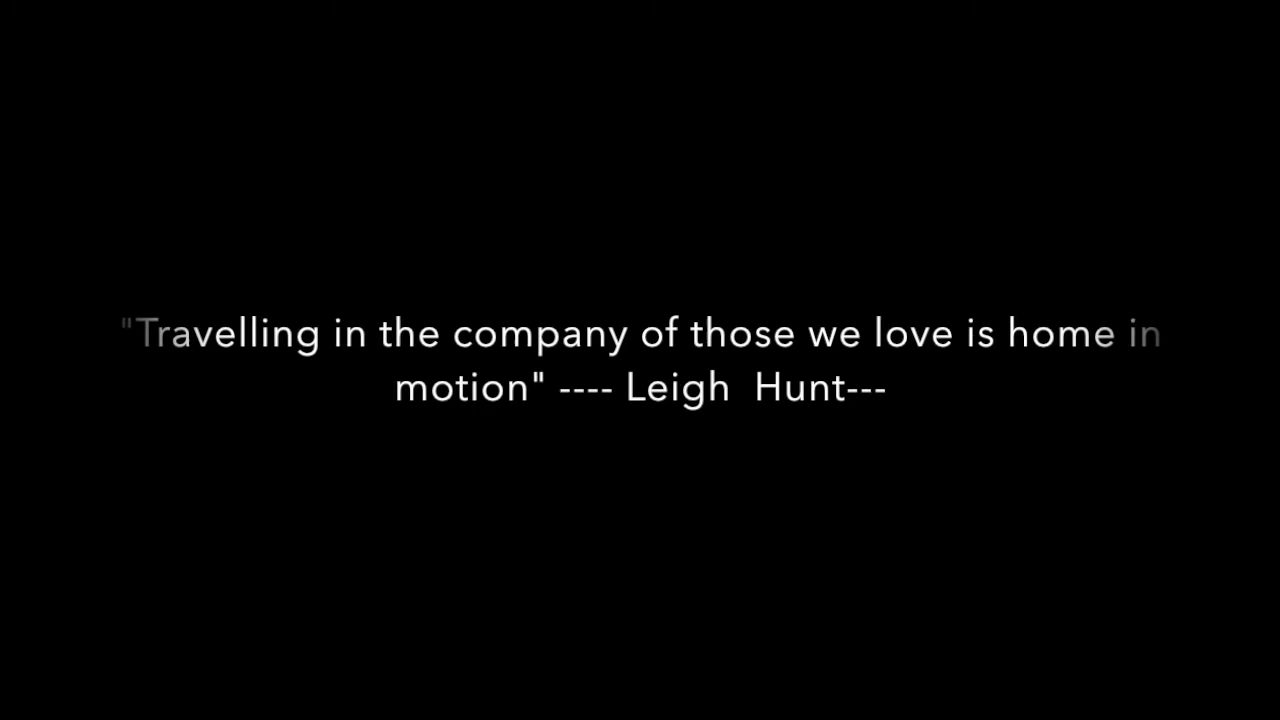 "Travelling in the company of those we love is home in
motion" ---- Leigh  Hunt---